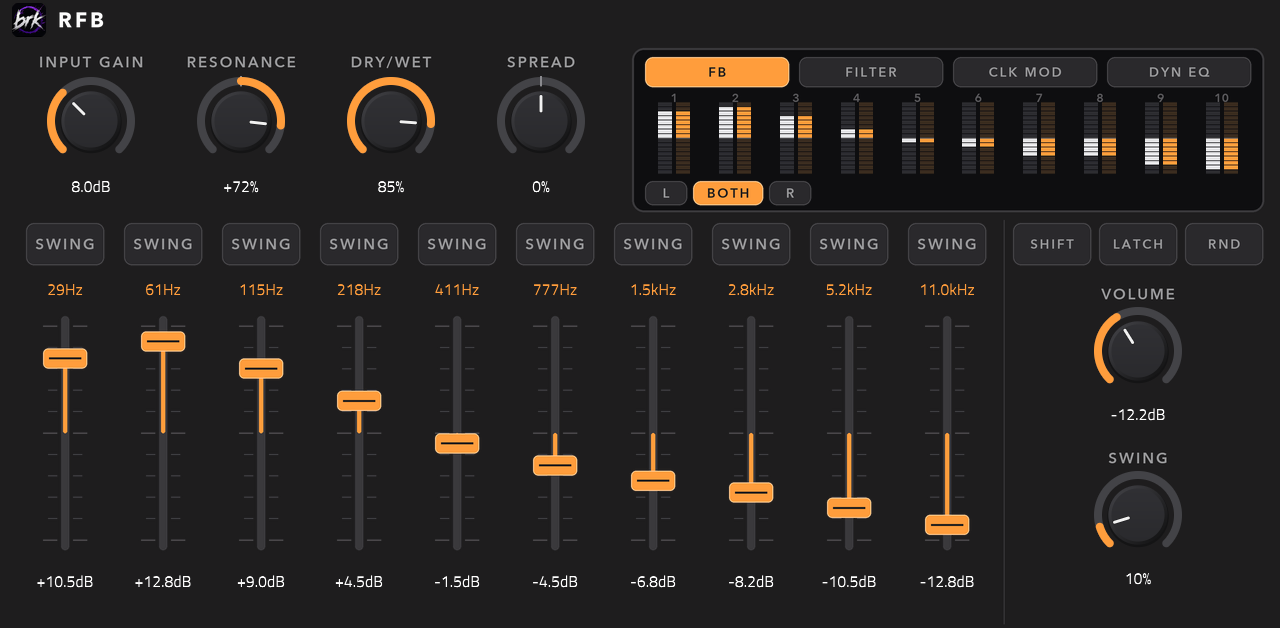 brk RFB
INPUT GAIN RESONANCE DRY/WET SPREAD
8.0dB +72% 85% 0%
FB FILTER CLK MOD DYN EQ
1 2 3 4 5 6 7 8 9 10
L BOTH R
SWING SWING SWING SWING SWING SWING SWING SWING SWING SWING
29Hz 61Hz 115Hz 218Hz 411Hz 777Hz 1.5kHz 2.8kHz 5.2kHz 11.0kHz
+10.5dB +12.8dB +9.0dB +4.5dB -1.5dB -4.5dB -6.8dB -8.2dB -10.5dB -12.8dB
SHIFT LATCH RND
VOLUME
-12.2dB
SWING
10%